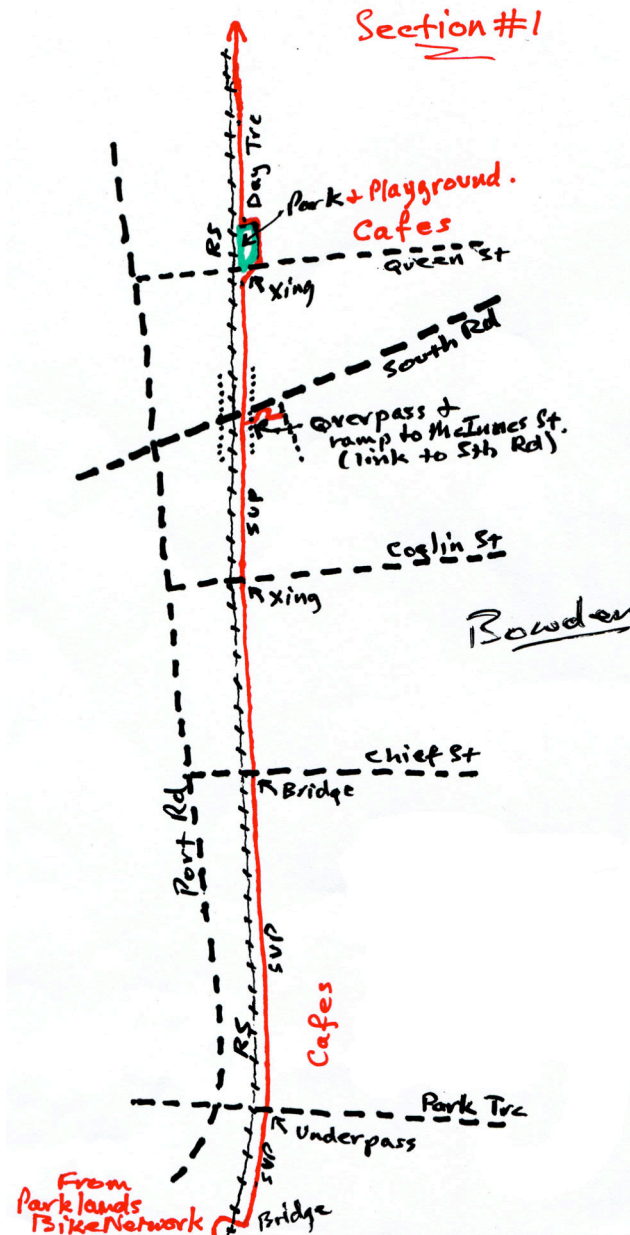 Section #1
Day Trc
Park & Playground.
Cafes
RS
Queen St
Xing
South Rd
Overpass &
ramp to McInnes St.
(link to Sth Rd)
SUP
Coglin St
Xing
Bowden
Chief St
Bridge
Port Rd
SUP
Cafes
RS
Park Trc
Underpass
SUP
From
Parklands
Bike Network
Bridge